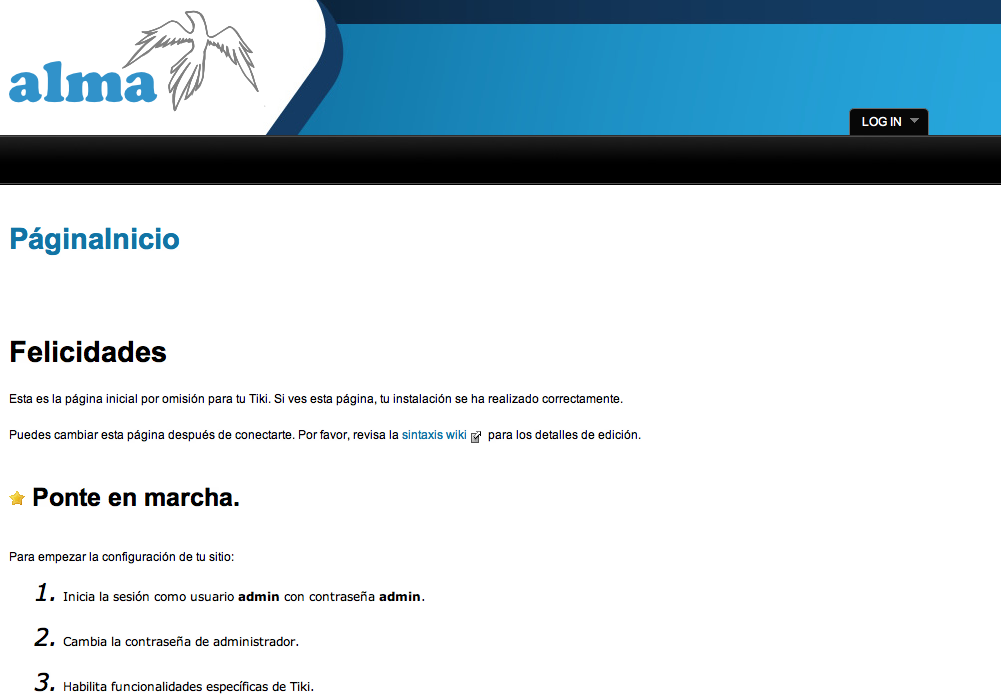 alma
LOG IN
PáginaInicio
Felicidades
Esta es la página inicial por omisión para tu Tiki. Si ves esta página, tu instalación se ha realizado correctamente.
Puedes cambiar esta página después de conectarte. Por favor, revisa la sintaxis wiki para los detalles de edición.
Ponte en marcha.
Para empezar la configuración de tu sitio:
1. Inicia la sesión como usuario admin con contraseña admin.
2. Cambia la contraseña de administrador.
3. Habilita funcionalidades específicas de Tiki.